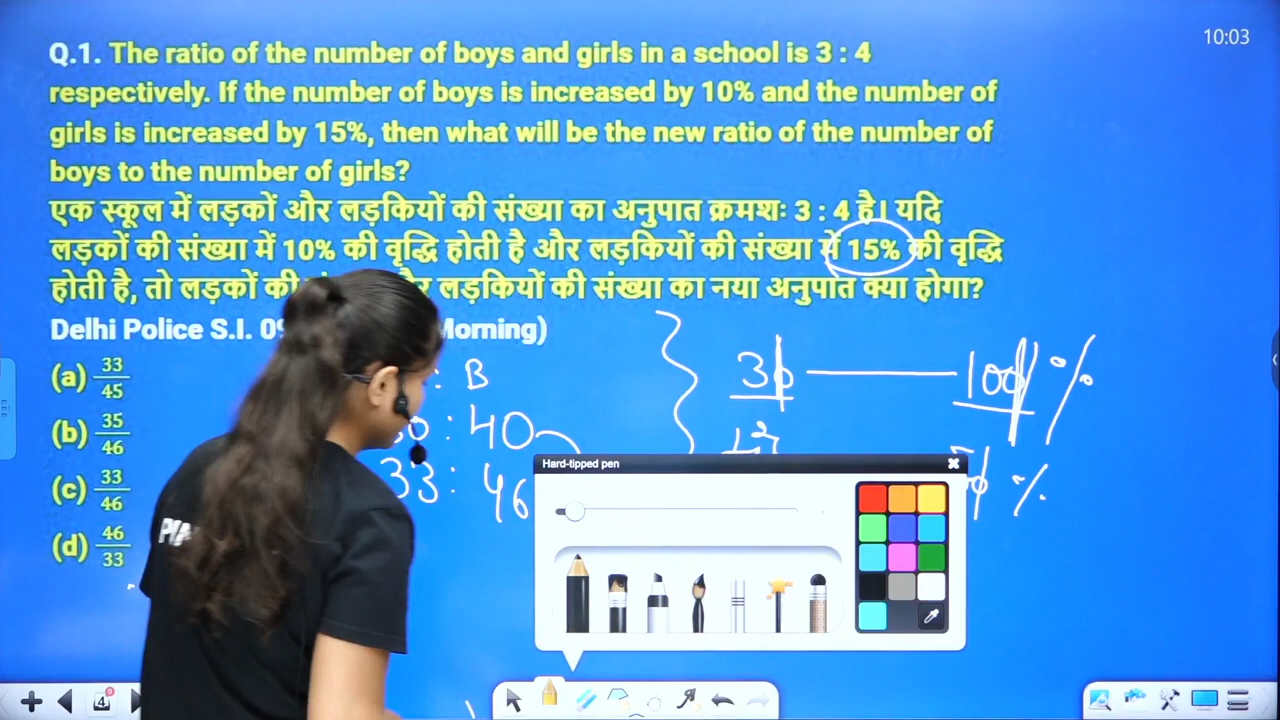 10:03
Q.1. The ratio of the number of boys and girls in a school is 3 : 4
respectively. If the number of boys is increased by 10% and the number of
girls is increased by 15%, then what will be the new ratio of the number of
boys to the number of girls?
एक स्कूल में लड़कों और लड़कियों की संख्या का अनुपात क्रमशः 3 : 4 है। यदि
लड़कों की संख्या में 10% की वृद्धि होती है और लड़कियों की संख्या में 15% की वृद्धि
होती है, तो लड़कों की लड़कियों की संख्या का नया अनुपात क्या होगा?
Delhi Police S.I. Morning)
(a) 33/45
(b) 35/46
(c) 33/46
(d) 46/33
: B
: 40
33 : 46
30 100 %
%
Hard-tipped pen